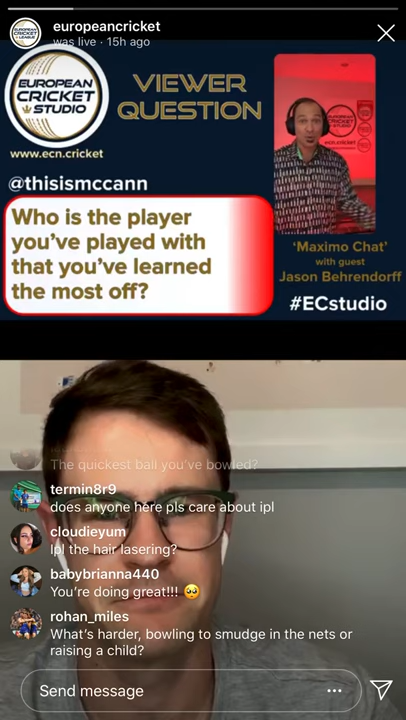 europeancricket
was live · 15h ago
EUROPEAN
CRICKET
STUDIO
www.ecn.cricket
VIEWER
QUESTION
EUROPEAN
CRICKET
STUDIO
@thisismccann
Who is the player
you've played with
that you've learned
the most off?
'Maximo Chat'
with guest
Jason Behrendorff
#ECstudio
The quickest ball you've bowled?
termin8r9
does anyone here pls care about ipl
cloudieyum
Ipl the hair lasering?
babybrianna440
You're doing great!!! 🥺
rohan_miles
What's harder, bowling to smudge in the nets or
raising a child?
Send message